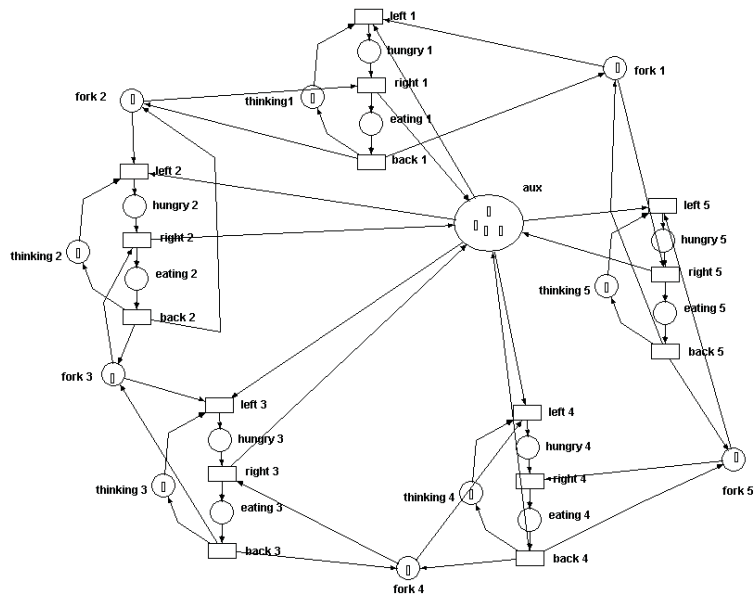 left 1
hungry 1
fork 1
right 1
thinking1
fork 2
eating 1
back 1
left 2
aux
hungry 2
left 5
right 2
hungry 5
thinking 2
eating 2
right 5
thinking 5
eating 5
back 2
back 5
fork 3
left 3
left 4
hungry 3
hungry 4
right 3
right 4
thinking 3
thinking 4
fork 5
eating 3
eating 4
back 3
back 4
fork 4